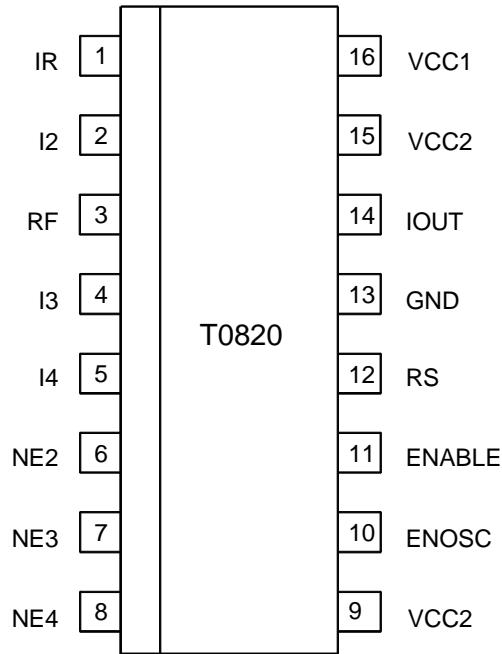 IR 1 16 VCC1
I2 2 15 VCC2
RF 3 14 IOUT
I3 4 13 GND
T0820
I4 5 12 RS
NE2 6 11 ENABLE
NE3 7 10 ENOSC
NE4 8 9 VCC2